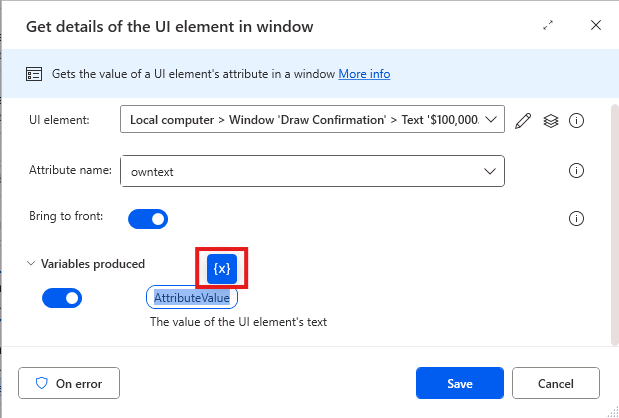 Get details of the UI element in window
Gets the value of a UI element's attribute in a window More info
UI element: Local computer > Window 'Draw Confirmation' > Text '$100,000.
Attribute name: owntext
Bring to front:
Variables produced {x}
AttributeValue
The value of the UI element's text
On error Save Cancel